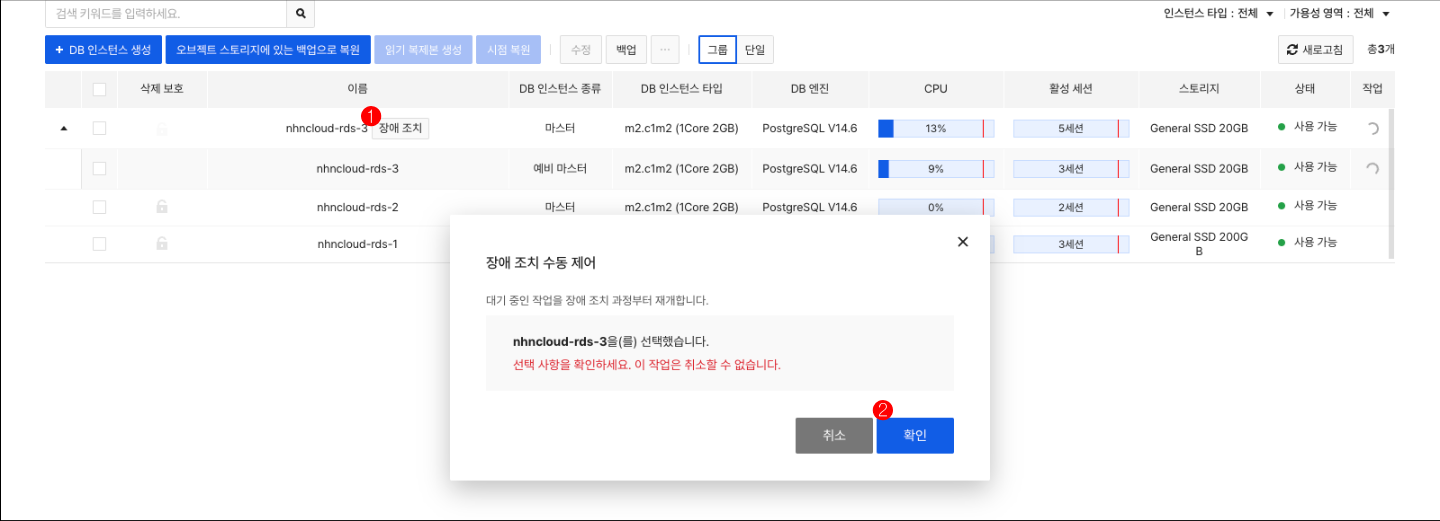 검색 키워드를 입력하세요.
인스턴스 타입 : 전체 가용성 영역 : 전체
+ DB 인스턴스 생성 오브젝트 스토리지에 있는 백업으로 복원 읽기 복제본 생성 시점 복원 수정 백업 ··· 그룹 단일 새로고침 총3개
삭제 보호 이름 DB 인스턴스 종류 DB 인스턴스 타입 DB 엔진 CPU 활성 세션 스토리지 상태 작업
1
nhncloud-rds-3 장애 조치 마스터 m2.c1m2 (1Core 2GB) PostgreSQL V14.6 13% 5세션 General SSD 20GB 사용 가능
nhncloud-rds-3 예비 마스터 m2.c1m2 (1Core 2GB) PostgreSQL V14.6 9% 3세션 General SSD 20GB 사용 가능
nhncloud-rds-2 마스터 m2.c1m2 (1Core 2GB) PostgreSQL V14.6 0% 2세션 General SSD 20GB 사용 가능
nhncloud-rds-1 3세션 General SSD 200G
B 사용 가능
장애 조치 수동 제어
대기 중인 작업을 장애 조치 과정부터 재개합니다.
nhncloud-rds-3을(를) 선택했습니다.
선택 사항을 확인하세요. 이 작업은 취소할 수 없습니다.
2
취소 확인